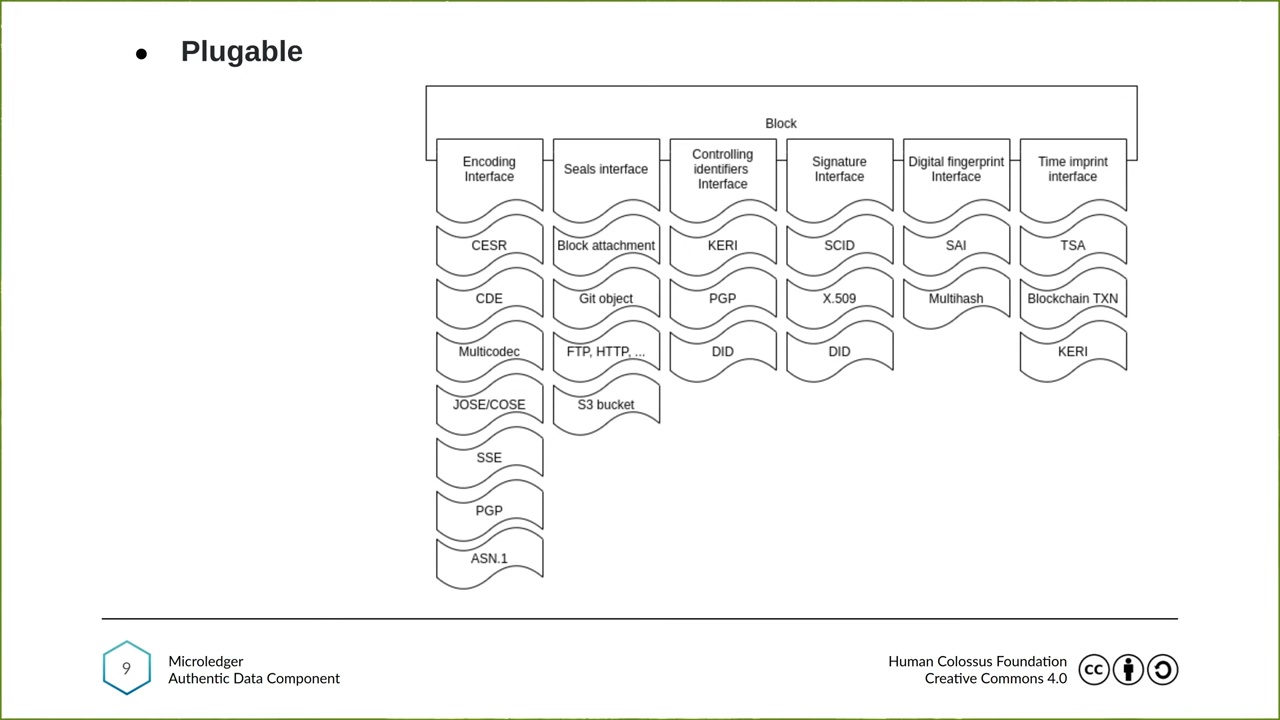 ● Plugable
Block
Encoding
Interface
Seals interface
Controlling
identifiers
Interface
Signature
Interface
Digital fingerprint
Interface
Time imprint
interface
CESR
Block attachment
KERI
SCID
SAI
TSA
CDE
Git object
PGP
X.509
Multihash
Blockchain TXN
Multicodec
FTP, HTTP, ...
DID
DID
KERI
JOSE/COSE
S3 bucket
SSE
PGP
ASN.1
9
Microledger
Authentic Data Component
Human Colossus Foundation
Creative Commons 4.0
cc